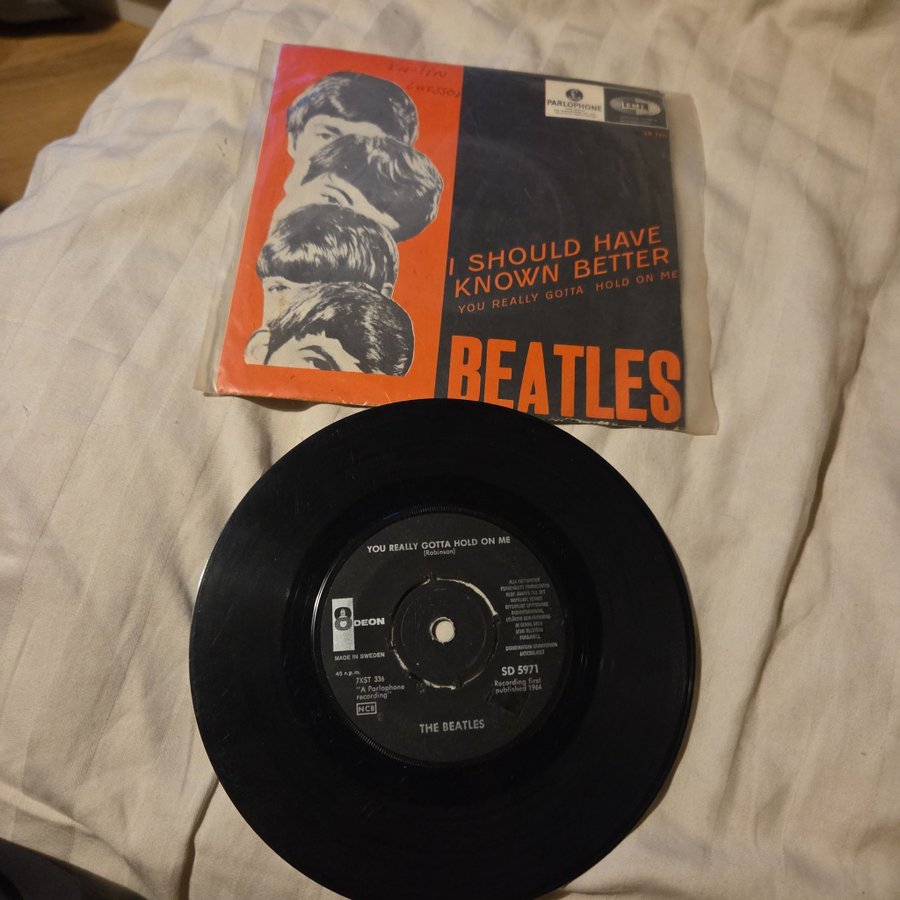 PARLOPHONE
EMI
I SHOULD HAVE
KNOWN BETTER
YOU REALLY GOTTA HOLD ON ME
BEATLES
YOU REALLY GOTTA HOLD ON ME
(Robinson)
ODEON
MADE IN SWEDEN
45 r.p.m.
7XST 336
"A Parlophone
recording"
NCB
SD 5971
Recording first
published 1964
THE BEATLES